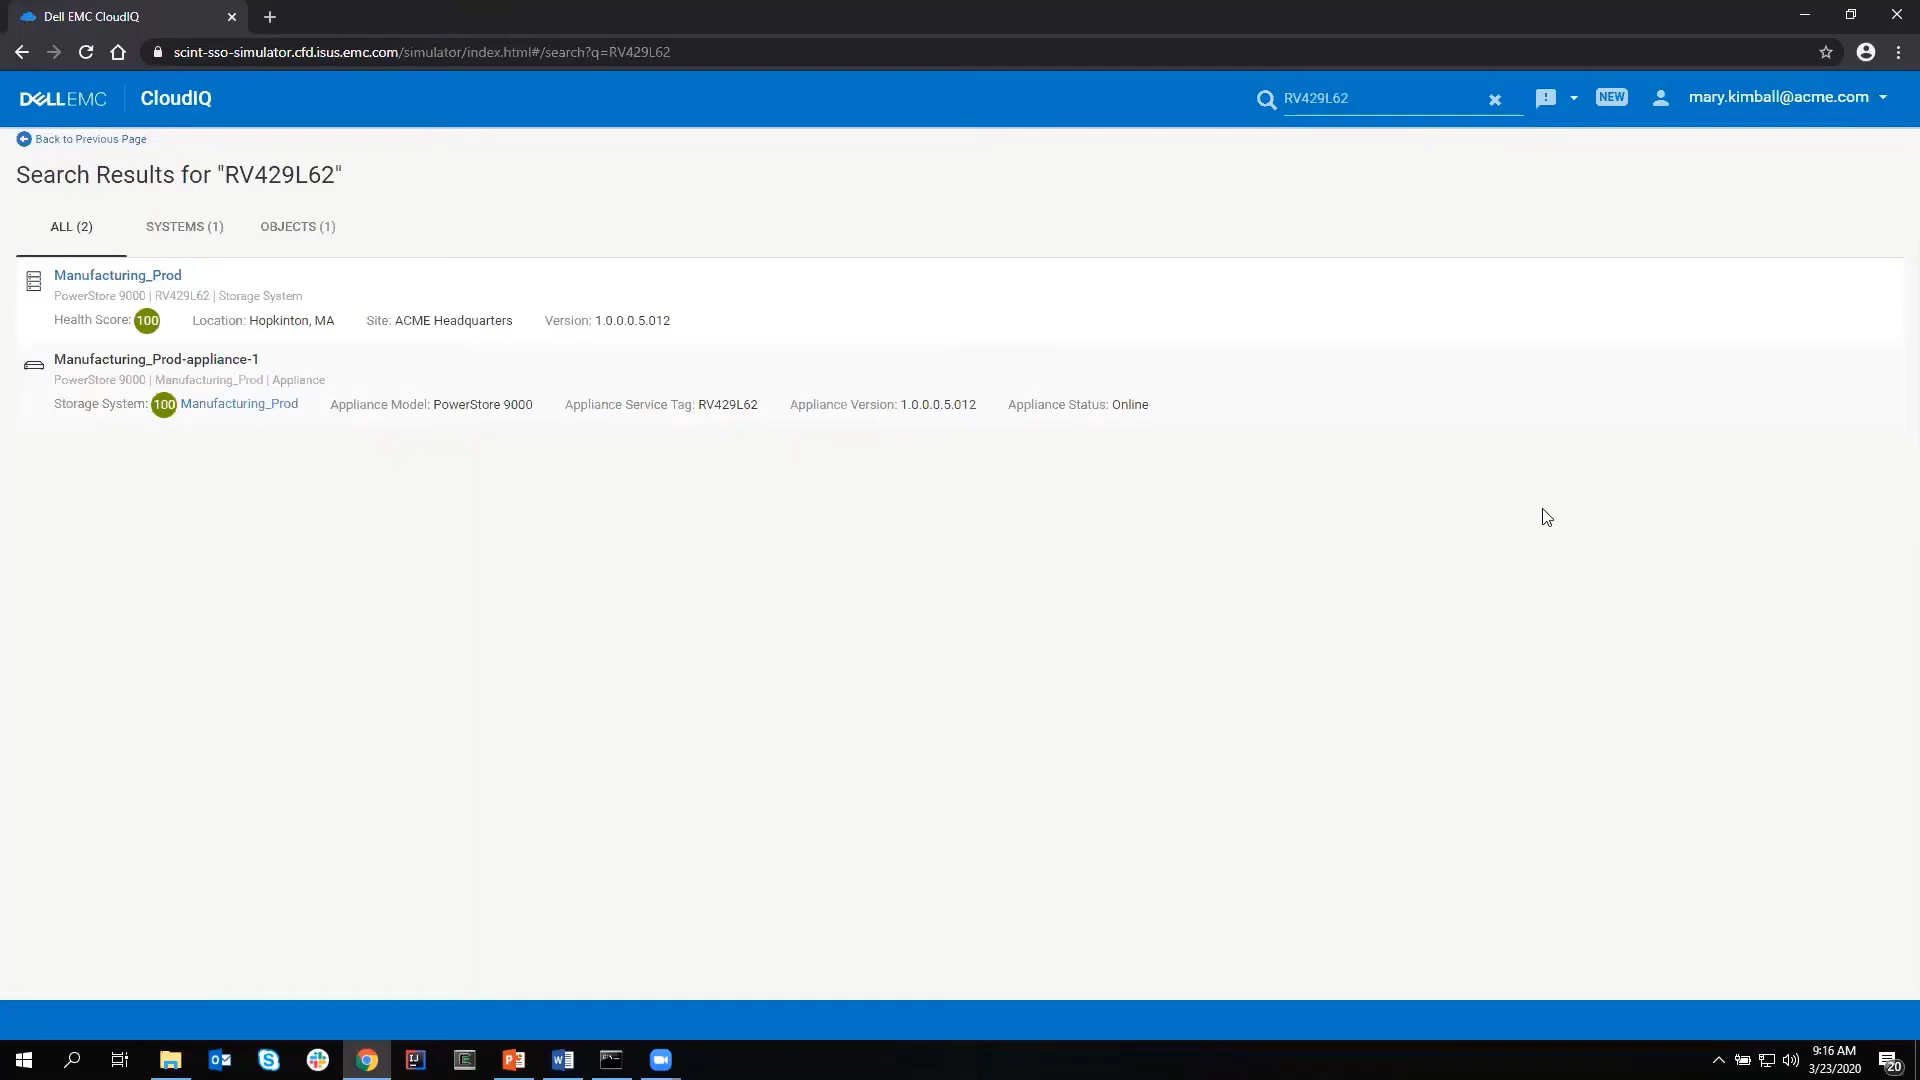 Dell EMC CloudIQ
scint-sso-simulator.cfd.isus.emc.com/simulator/index.html#/search?q=RV429L62
DELLEMC CloudIQ RV429L62 NEW mary.kimball@acme.com
Back to Previous Page
Search Results for "RV429L62"
ALL (2) SYSTEMS (1) OBJECTS (1)
Manufacturing_Prod
PowerStore 9000 | RV429L62 | Storage System
Health Score: 100 Location: Hopkinton, MA Site: ACME Headquarters Version: 1.0.0.0.5.012
Manufacturing_Prod-appliance-1
PowerStore 9000 | Manufacturing_Prod | Appliance
Storage System: 100 Manufacturing_Prod Appliance Model: PowerStore 9000 Appliance Service Tag: RV429L62 Appliance Version: 1.0.0.0.5.012 Appliance Status: Online
9:16 AM
3/23/2020
20